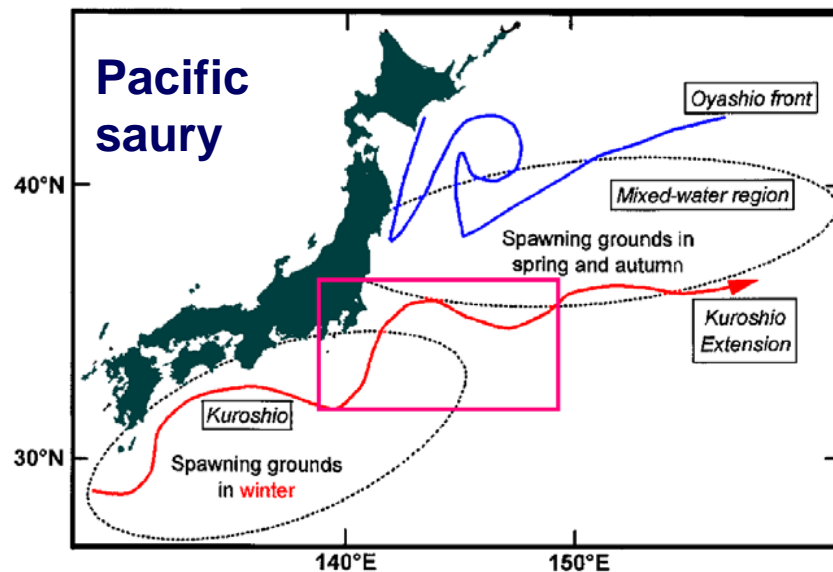 Pacific
saury
Oyashio front
40°N
Mixed-water region
Spawning grounds in
spring and autumn
Kuroshio
Extension
Kuroshio
30°N
Spawning grounds
in winter
140°E
150°E